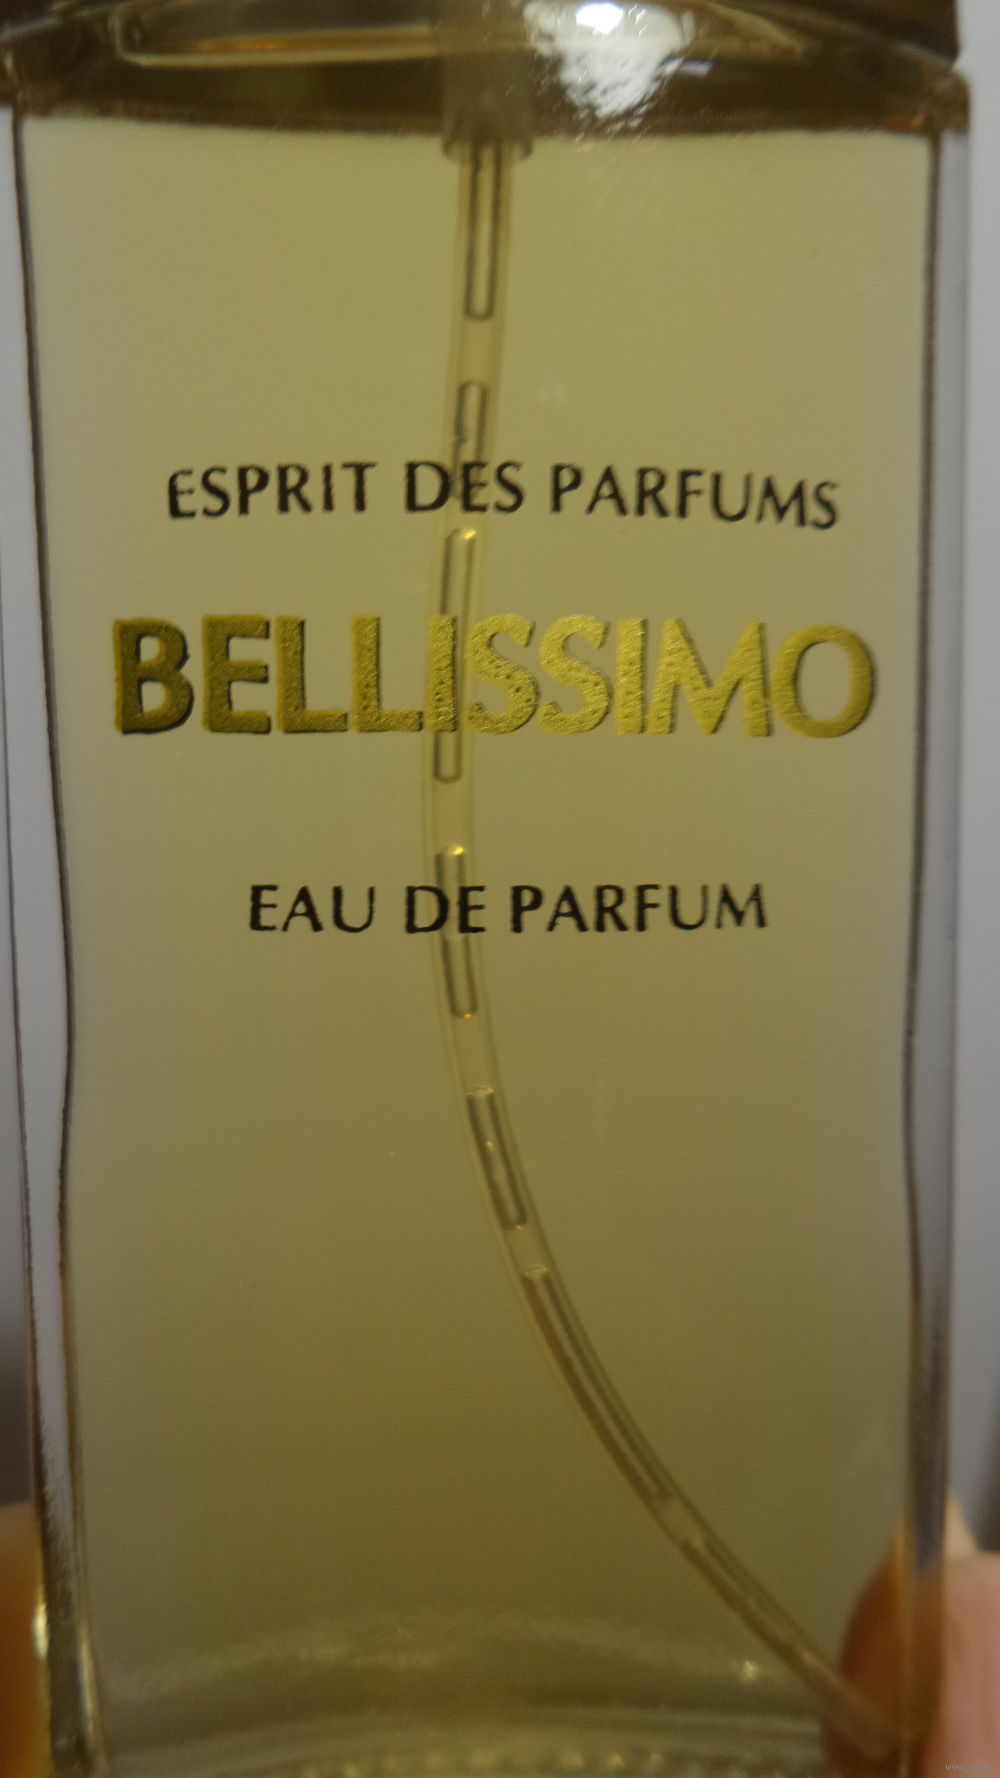 ESPRIT DES PARFUMS
BELLISSIMO
EAU DE PARFUM